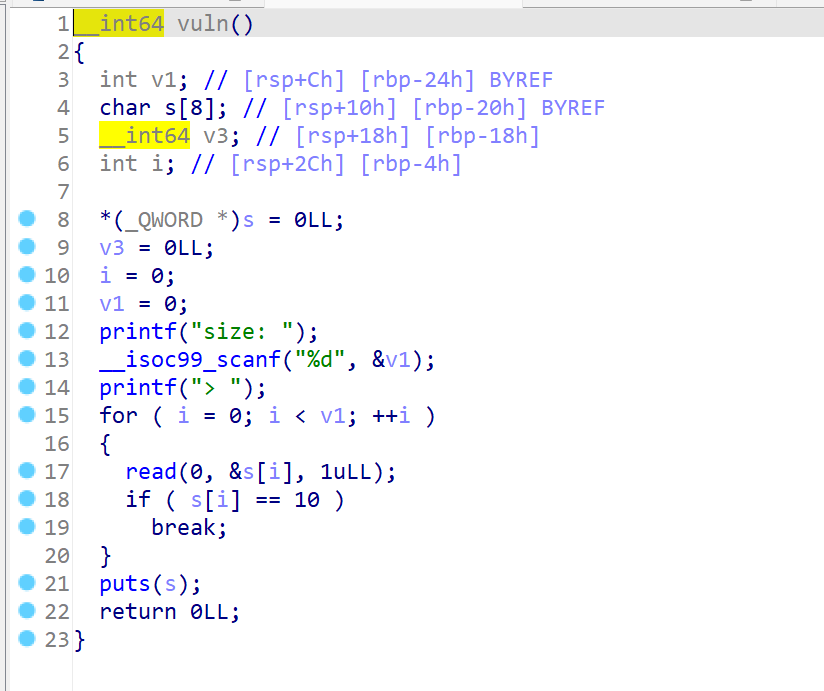 1 __int64 vuln()
2 {
3   int v1; // [rsp+Ch] [rbp-24h] BYREF
4   char s[8]; // [rsp+10h] [rbp-20h] BYREF
5   __int64 v3; // [rsp+18h] [rbp-18h]
6   int i; // [rsp+2Ch] [rbp-4h]
7
8   *(_QWORD *)s = 0LL;
9   v3 = 0LL;
10   i = 0;
11   v1 = 0;
12   printf("size: ");
13   __isoc99_scanf("%d", &v1);
14   printf("> ");
15   for ( i = 0; i < v1; ++i )
16   {
17     read(0, &s[i], 1uLL);
18     if ( s[i] == 10 )
19       break;
20   }
21   puts(s);
22   return 0LL;
23 }